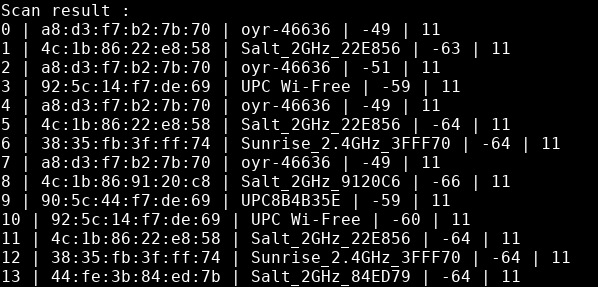 Scan result :
0 | a8:d3:f7:b2:7b:70 | oyr-46636 | -49 | 11
1 | 4c:1b:86:22:e8:58 | Salt_2GHz_22E856 | -63 | 11
2 | a8:d3:f7:b2:7b:70 | oyr-46636 | -51 | 11
3 | 92:5c:14:f7:de:69 | UPC Wi-Free | -59 | 11
4 | a8:d3:f7:b2:7b:70 | oyr-46636 | -49 | 11
5 | 4c:1b:86:22:e8:58 | Salt_2GHz_22E856 | -64 | 11
6 | 38:35:fb:3f:ff:74 | Sunrise_2.4GHz_3FFF70 | -64 | 11
7 | a8:d3:f7:b2:7b:70 | oyr-46636 | -49 | 11
8 | 4c:1b:86:91:20:c8 | Salt_2GHz_9120C6 | -66 | 11
9 | 90:5c:44:f7:de:69 | UPC8B4B35E | -59 | 11
10 | 92:5c:14:f7:de:69 | UPC Wi-Free | -60 | 11
11 | 4c:1b:86:22:e8:58 | Salt_2GHz_22E856 | -64 | 11
12 | 38:35:fb:3f:ff:74 | Sunrise_2.4GHz_3FFF70 | -64 | 11
13 | 44:fe:3b:84:ed:7b | Salt_2GHz_84ED79 | -64 | 11